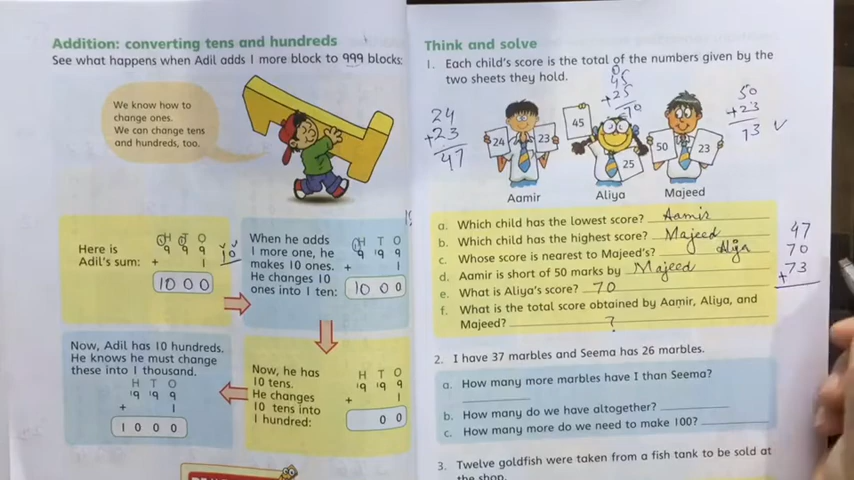 Addition: converting tens and hundreds
See what happens when Adil adds 1 more block to 999 blocks:
We know how to
change ones.
We can change tens
and hundreds, too.
Here is
Adil's sum:
H T O
9 9 9
+ 1
1000
10
When he adds
1 more one, he
makes 10 ones.
He changes 10
ones into 1 ten:
H T O
9 19 9
+ 1
1000
Now, Adil has 10 hundreds.
He knows he must change
these into 1 thousand.
H T O
19 19 9
+ 1
1 0 0 0
Now, he has
10 tens.
He changes
10 tens into
1 hundred:
H T O
19 19 9
+ 1
0 0
Think and solve
1. Each child's score is the total of the numbers given by the
two sheets they hold.
24
+23
47
45
+25
70
50
+23
73 ✓
24 23
45 25
50 23
Aamir Aliya Majeed
a. Which child has the lowest score? Aamir
b. Which child has the highest score? Majeed
c. Whose score is nearest to Majeed's? Aliya
d. Aamir is short of 50 marks by Majeed
e. What is Aliya's score? 70
f. What is the total score obtained by Aamir, Aliya, and
Majeed? ?
47
70
+73
2. I have 37 marbles and Seema has 26 marbles.
a. How many more marbles have I than Seema?
b. How many do we have altogether?
c. How many more do we need to make 100?
3. Twelve goldfish were taken from a fish tank to be sold at
the shop.